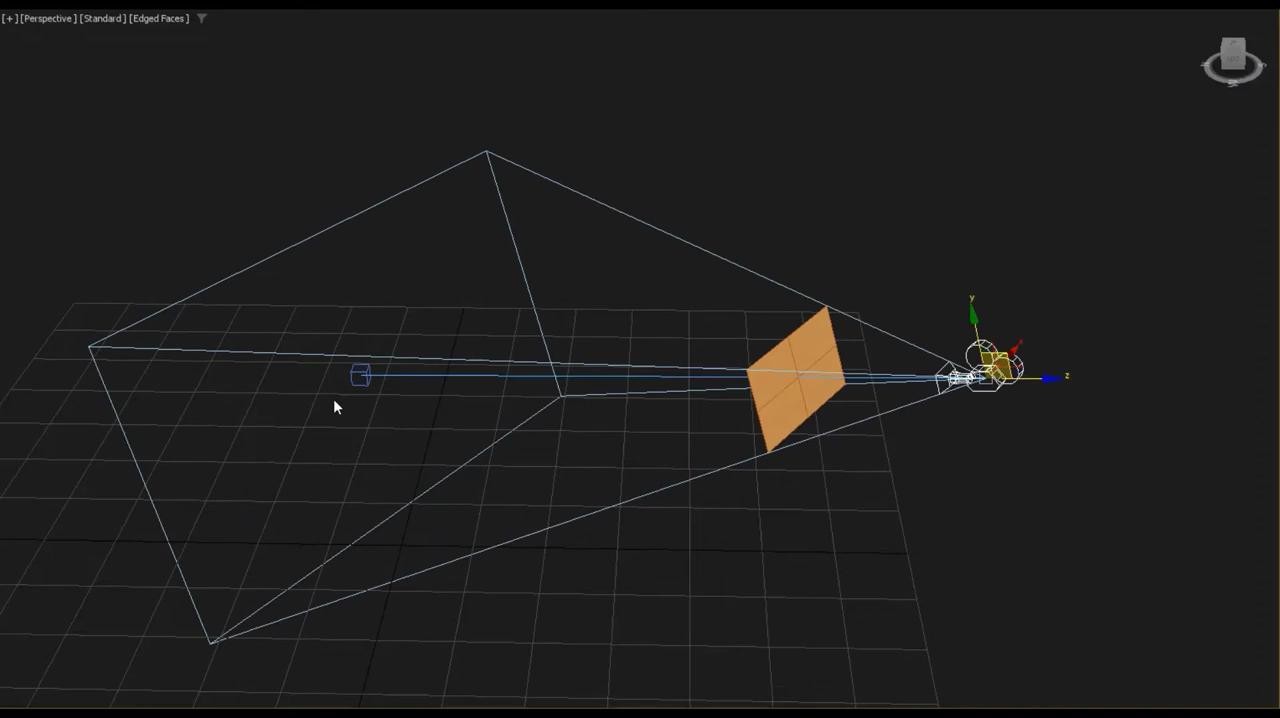 [+] [Perspective] [Standard] [Edged Faces]
y
x
z